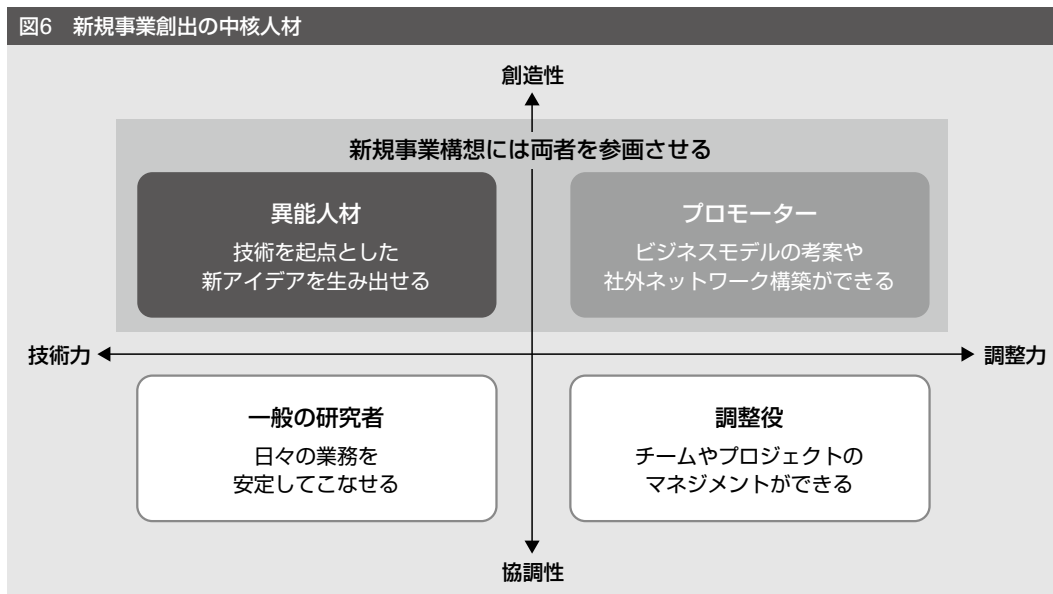 図6　新規事業創出の中核人材
創造性
新規事業構想には両者を参画させる
異能人材
技術を起点とした
新アイデアを生み出せる
プロモーター
ビジネスモデルの考案や
社外ネットワーク構築ができる
技術力
調整力
一般の研究者
日々の業務を
安定してこなせる
調整役
チームやプロジェクトの
マネジメントができる
協調性